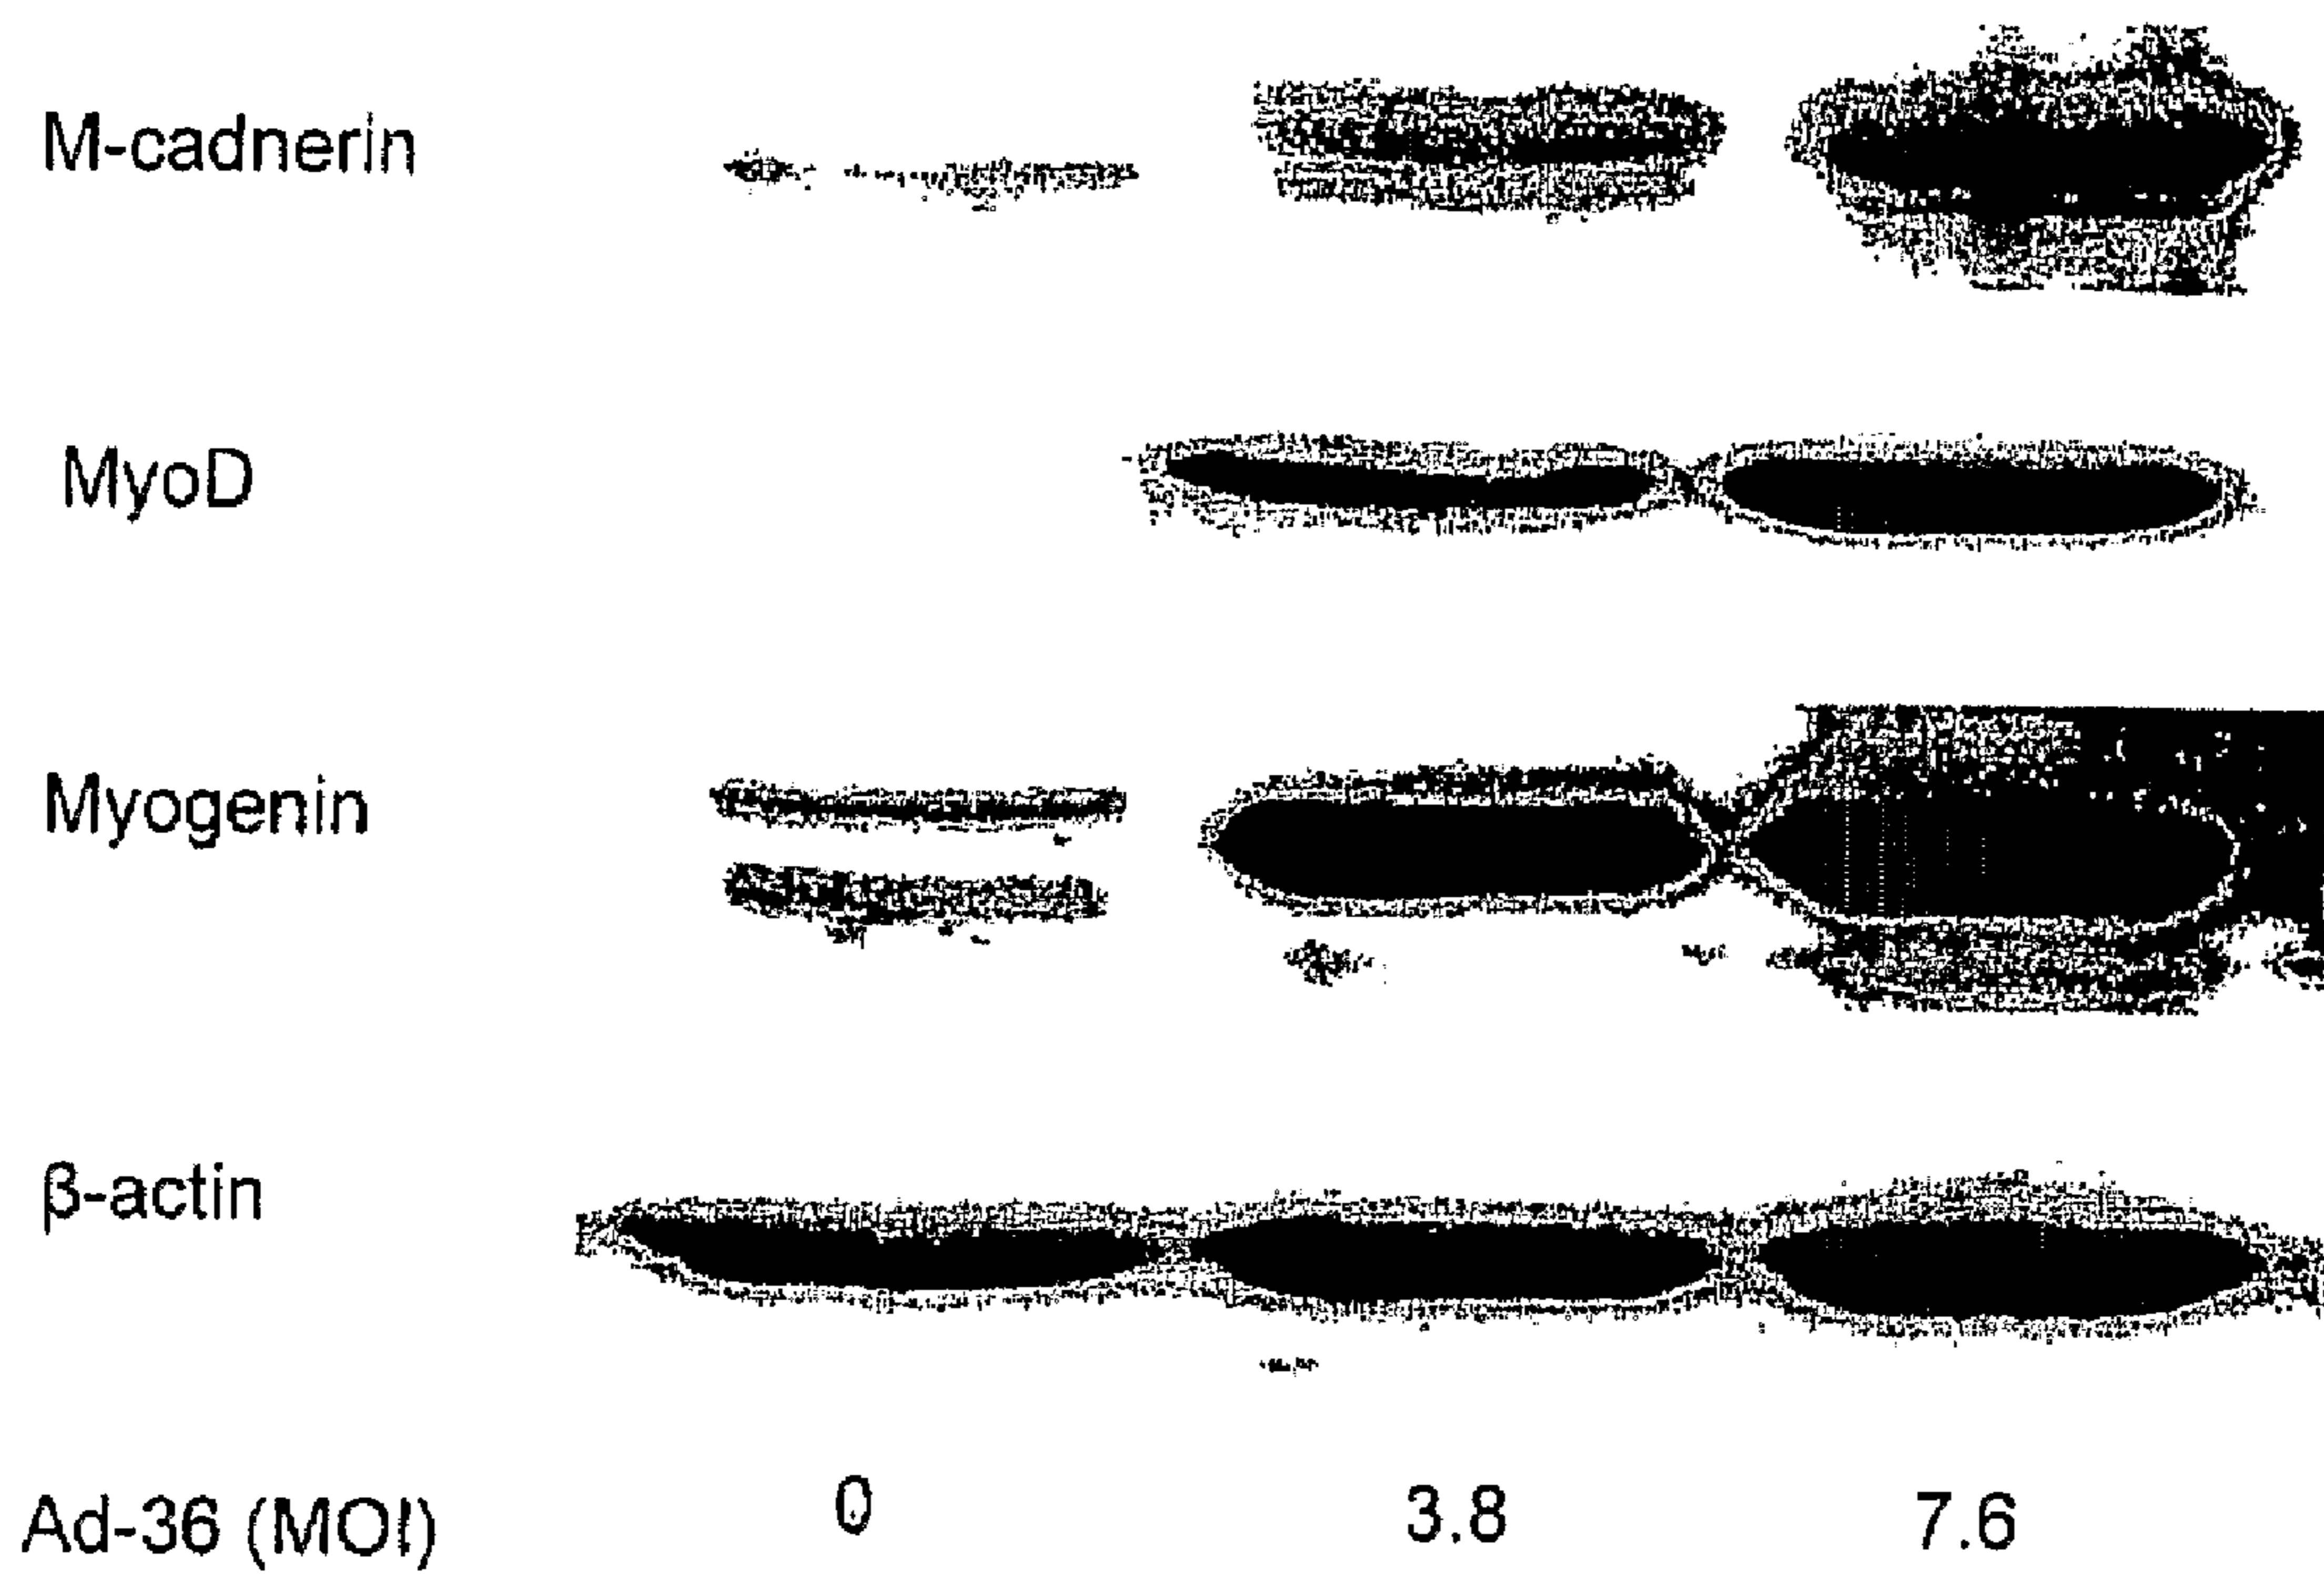 M-cadnerin
MyoD
Myogenin
β-actin
Ad-36 (MOI) 0 3.8 7.6